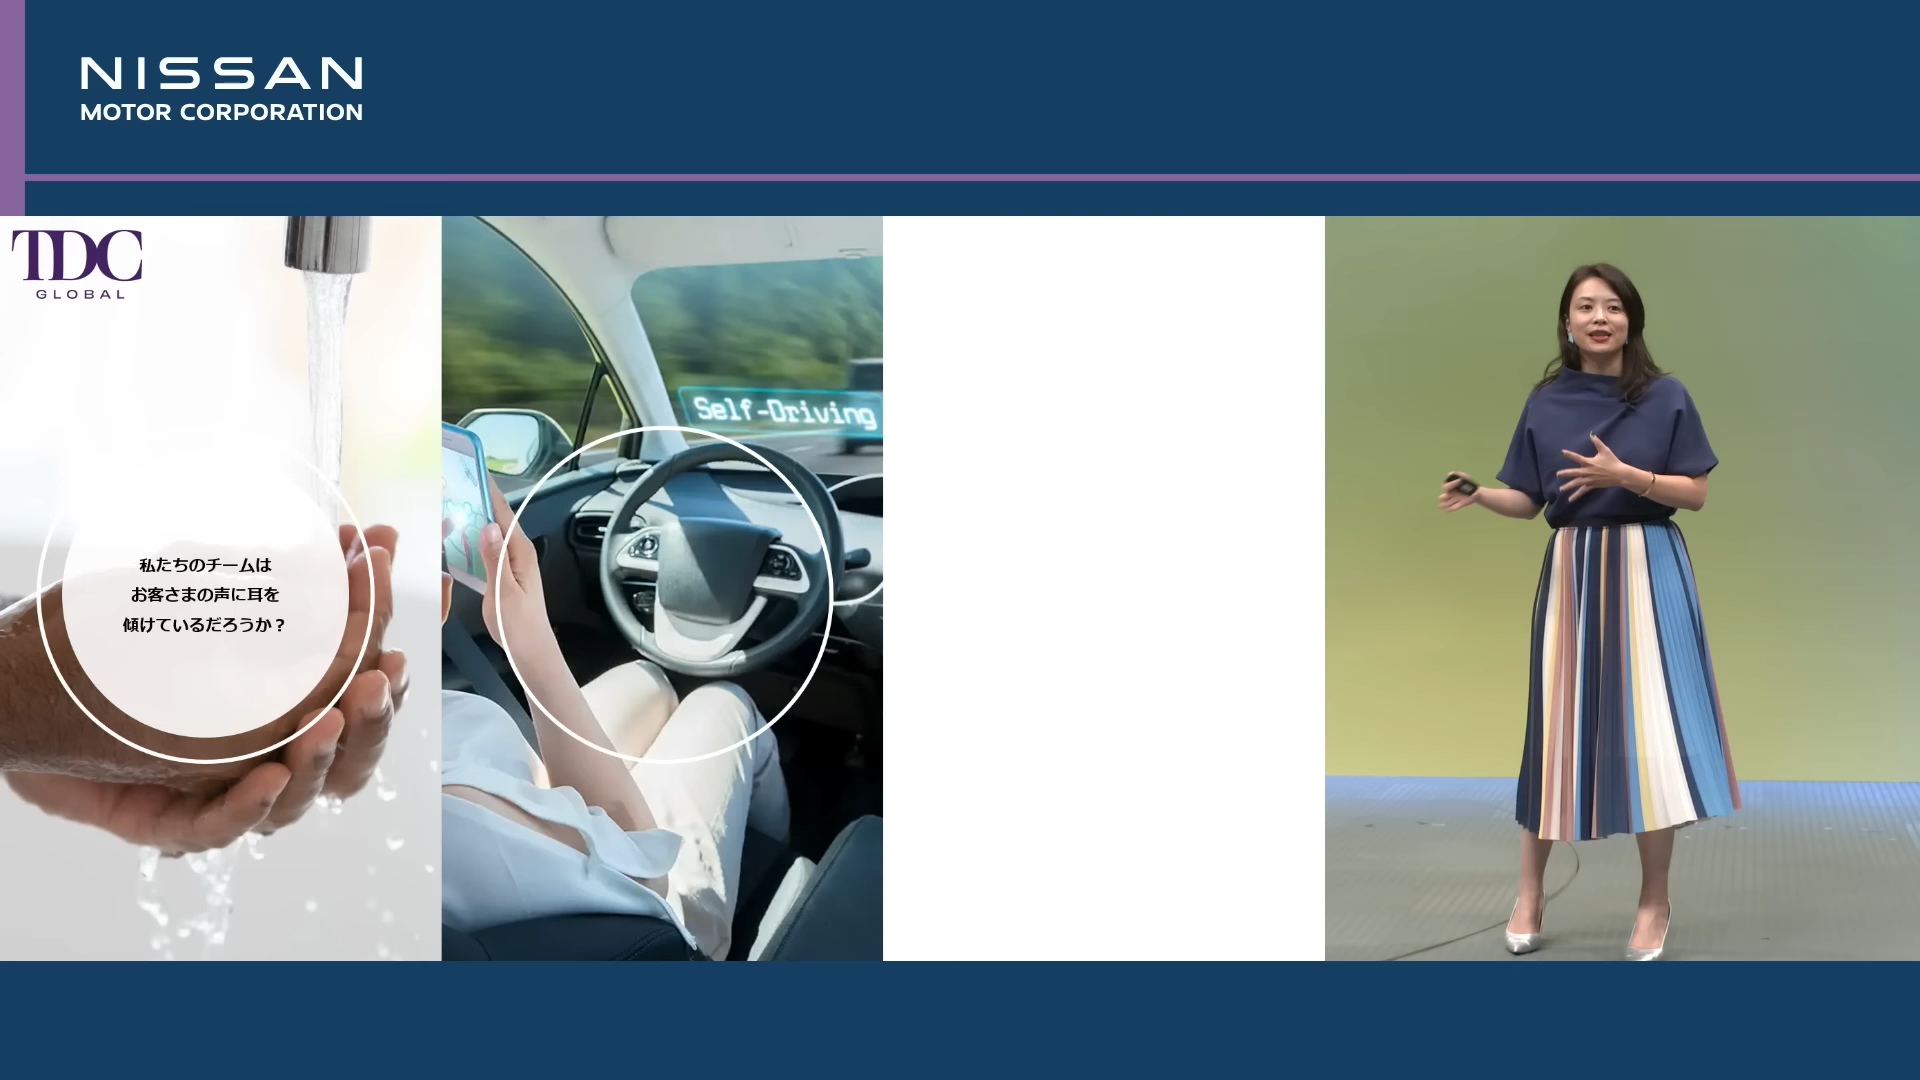 NISSAN
MOTOR CORPORATION
TDC
GLOBAL
私たちのチームは
お客さまの声に耳を
傾けているだろうか？
Self-Driving